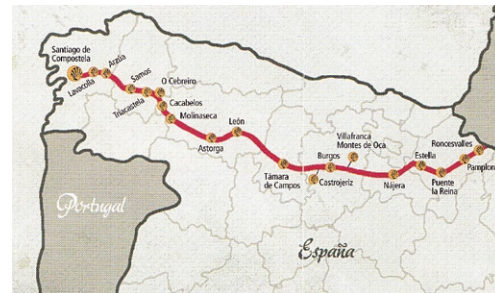 Santiago de
Compostela
Lavacolla
Arzúa
Samos
Triacastela
O Cebreiro
Cacabelos
Molinaseca
Astorga
León
Támara
de Campos
Burgos
Castrojeriz
Villafranca
Montes de Oca
Nájera
Estella
Puente
la Reina
Roncesvalles
Pamplon
Portugal
España